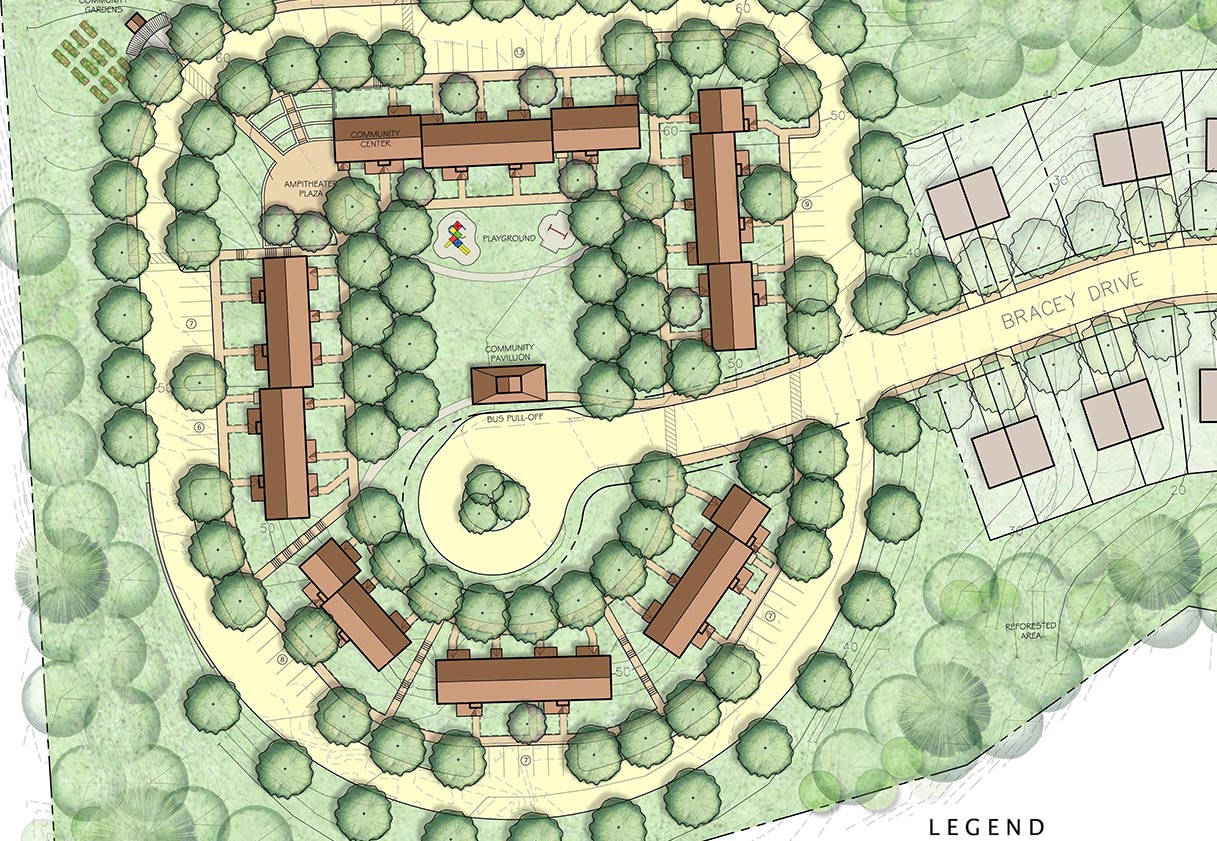 COMMUNITY
GARDENS
60
13
60
50
40
30
COMMUNITY
CENTER
60
AMPITHEATER
PLAZA
9
PLAYGROUND
40
BRACEY DRIVE
7
COMMUNITY
PAVILLION
50
50
BUS PULL-OFF
6
50
30
20
REFORESTED
AREA
7
8
50
40
7
LEGEND